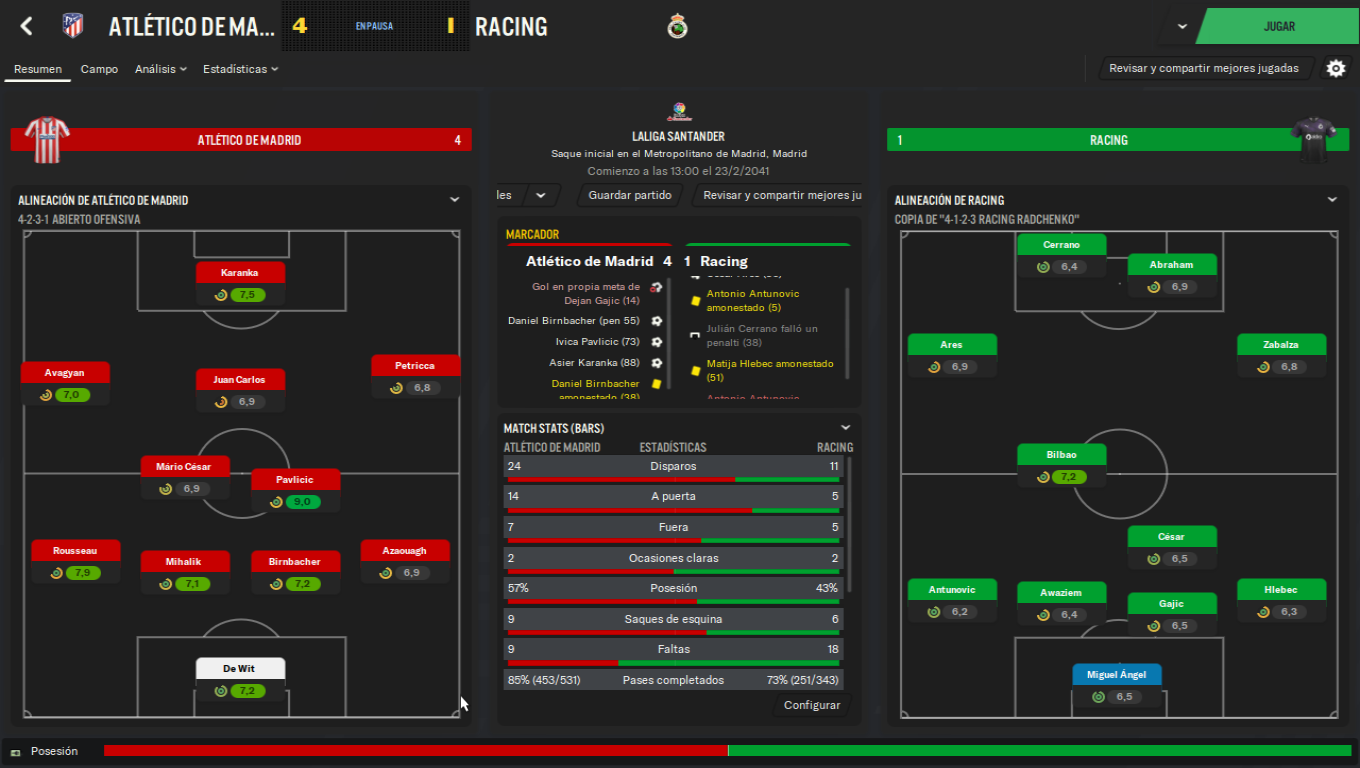 ATLÉTICO DE MA... 4 EN PAUSA 1 RACING
JUGAR
Resumen Campo Análisis Estadísticas
Revisar y compartir mejores jugadas
ATLÉTICO DE MADRID 4
ALINEACIÓN DE ATLÉTICO DE MADRID
4-2-3-1 ABIERTO OFENSIVA
Karanka
7,5
Avagyan
7,0
Juan Carlos
6,9
Petricca
6,8
Mário César
6,9
Pavlicic
9,0
Rousseau
7,9
Mihalik
7,1
Birnbacher
7,2
Azaouagh
6,9
De Wit
7,2
LALIGA SANTANDER
Saque inicial en el Metropolitano de Madrid, Madrid
Comienzo a las 13:00 el 23/2/2041
les
Guardar partido
Revisar y compartir mejores ju
MARCADOR
Atlético de Madrid 4 1 Racing
Gol en propia meta de
Dejan Gajic (14)
Daniel Birnbacher (pen 55)
Ivica Pavlicic (73)
Asier Karanka (88)
Daniel Birnbacher
amonestado (38)
Antonio Antunovic
amonestado (5)
Julián Cerrano falló un
penalti (38)
Matija Hlebec amonestado
(51)
Antonio Antunovic
MATCH STATS (BARS)
ATLÉTICO DE MADRID ESTADÍSTICAS RACING
24 Disparos 11
14 A puerta 5
7 Fuera 5
2 Ocasiones claras 2
57% Posesión 43%
9 Saques de esquina 6
9 Faltas 18
85% (453/531) Pases completados 73% (251/343)
Configurar
1 RACING
ALINEACIÓN DE RACING
COPIA DE "4-1-2-3 RACING RADCHENKO"
Cerrano
6,4
Abraham
6,9
Ares
6,9
Zabalza
6,8
Bilbao
7,2
César
6,5
Antunovic
6,2
Awaziem
6,4
Gajic
6,5
Hlebec
6,3
Miguel Ángel
6,5
Posesión